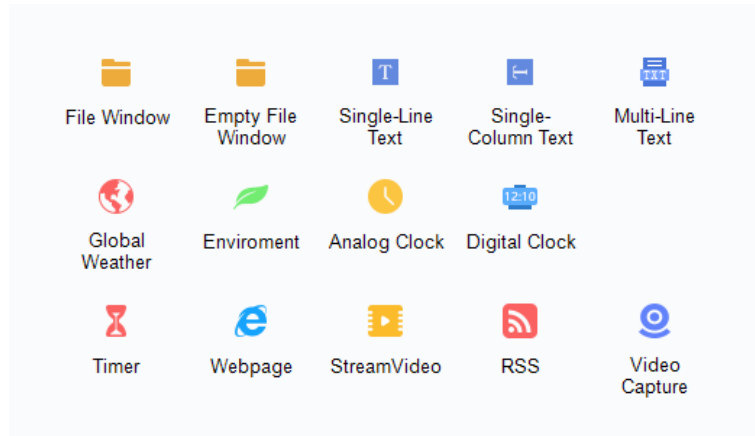 T
T
TXT
File Window
Empty File
Window
Single-Line
Text
Single-
Column Text
Multi-Line
Text
12:10
Global
Weather
Enviroment
Analog Clock
Digital Clock
Timer
Webpage
StreamVideo
RSS
Video
Capture